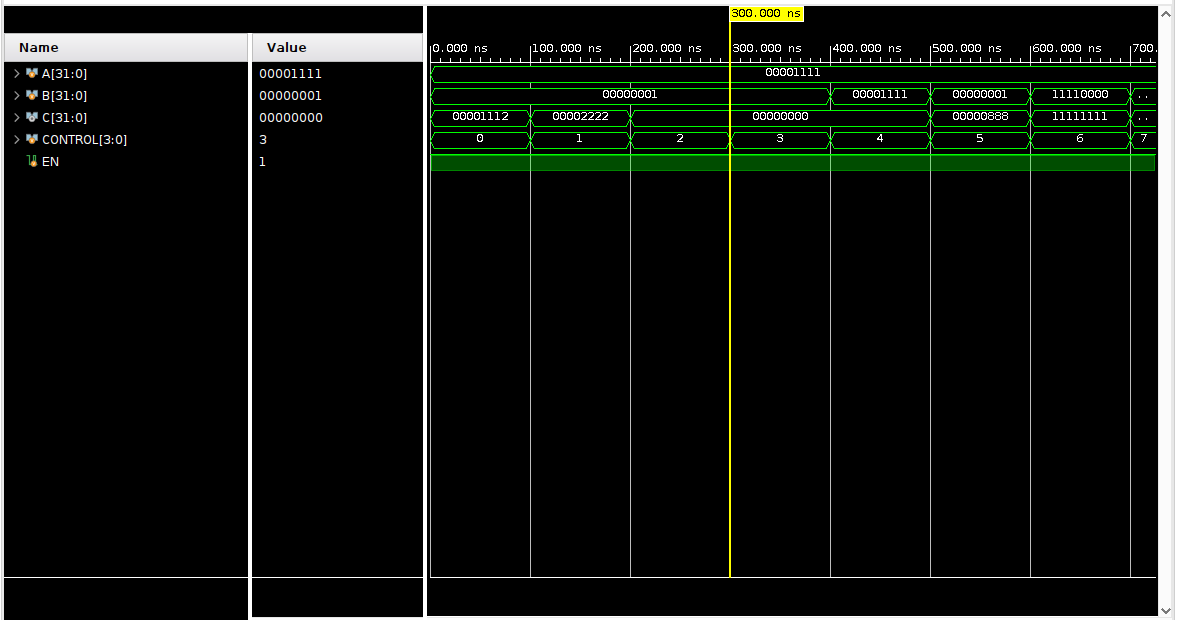 300.000 ns
Name Value
0.000 ns 100.000 ns 200.000 ns 300.000 ns 400.000 ns 500.000 ns 600.000 ns 700.
A[31:0] 00001111 00001111
B[31:0] 00000001 00000001 00001111 00000001 11110000 ..
C[31:0] 00000000 00001112 00002222 00000000 00000888 11111111 ..
CONTROL[3:0] 3 0 1 2 3 4 5 6 7
EN 1